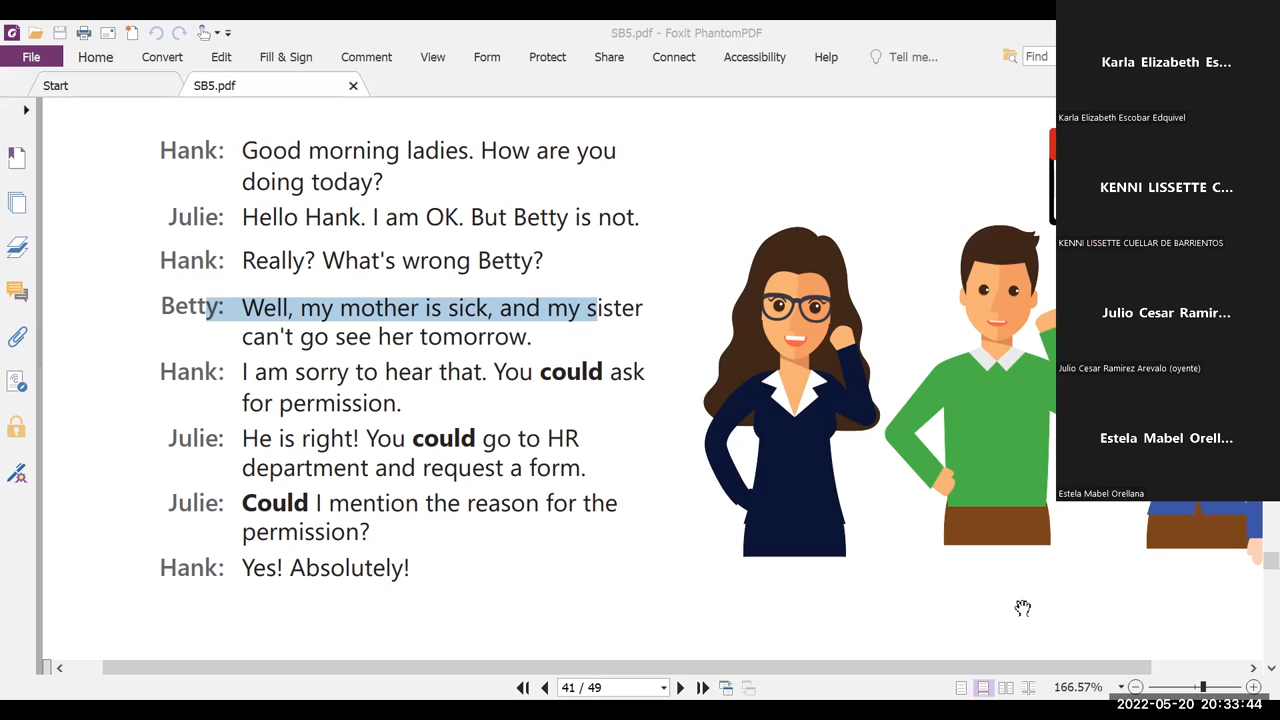 SB5.pdf - Foxit PhantomPDF
File Home Convert Edit Fill & Sign Comment View Form Protect Share Connect Accessibility Help Tell me... Find
Start SB5.pdf
Hank: Good morning ladies. How are you
doing today?
Julie: Hello Hank. I am OK. But Betty is not.
Hank: Really? What's wrong Betty?
Betty: Well, my mother is sick, and my sister
can't go see her tomorrow.
Hank: I am sorry to hear that. You could ask
for permission.
Julie: He is right! You could go to HR
department and request a form.
Julie: Could I mention the reason for the
permission?
Hank: Yes! Absolutely!
Karla Elizabeth Es...
Karla Elizabeth Escobar Edquivel
KENNI LISSETTE C...
KENNI LISSETTE CUELLAR DE BARRIENTOS
Julio Cesar Ramir...
Julio Cesar Ramirez Arevalo (oyente)
Estela Mabel Orell...
Estela Mabel Orellana
41 / 49
166.57%
2022-05-20 20:33:44